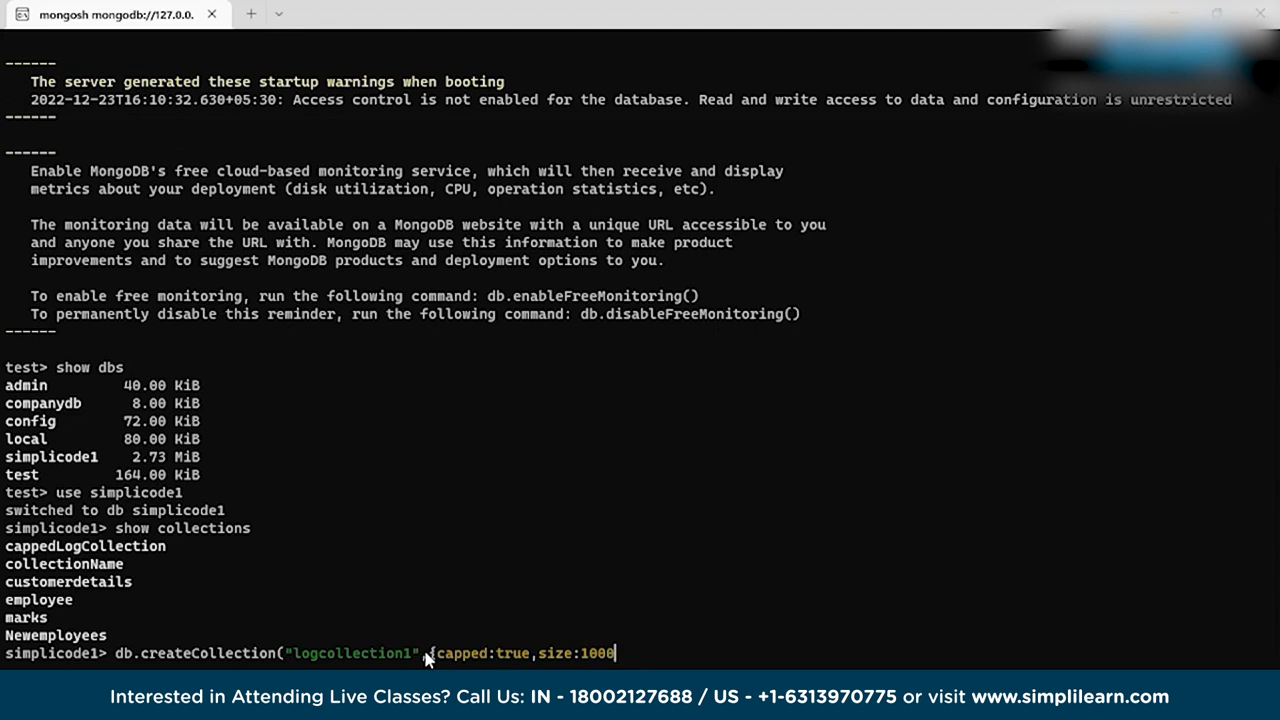 mongosh mongodb://127.0.0.
------
The server generated these startup warnings when booting
2022-12-23T16:10:32.630+05:30: Access control is not enabled for the database. Read and write access to data and configuration is unrestricted
------
------
Enable MongoDB's free cloud-based monitoring service, which will then receive and display
metrics about your deployment (disk utilization, CPU, operation statistics, etc).
The monitoring data will be available on a MongoDB website with a unique URL accessible to you
and anyone you share the URL with. MongoDB may use this information to make product
improvements and to suggest MongoDB products and deployment options to you.
To enable free monitoring, run the following command: db.enableFreeMonitoring()
To permanently disable this reminder, run the following command: db.disableFreeMonitoring()
------
test> show dbs
admin 40.00 KiB
companydb 8.00 KiB
config 72.00 KiB
local 80.00 KiB
simplicode1 2.73 MiB
test 164.00 KiB
test> use simplicode1
switched to db simplicode1
simplicode1> show collections
cappedLogCollection
collectionName
customerdetails
employee
marks
Newemployees
simplicode1> db.createCollection("logcollection1",{capped:true,size:1000
Interested in Attending Live Classes? Call Us: IN - 18002127688 / US - +1-6313970775 or visit www.simplilearn.com